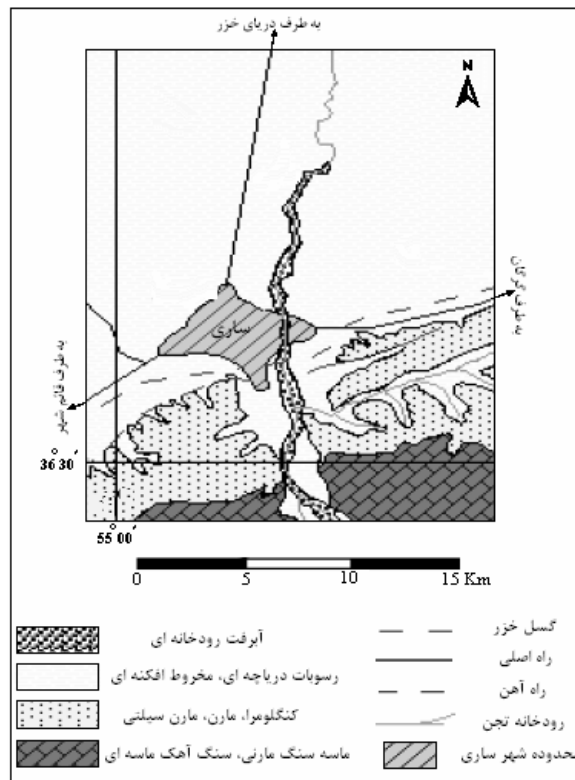 به طرف دریای خزر
N
به طرف گرگان
ساری
به طرف قائم شهر
36° 30'
55° 00'
0 5 10 15 Km
آبرفت رودخانه ای
رسوبات دریاچه ای، مخروط افکنه ای
کنگلومرا، مارن، مارن سیلتی
ماسه سنگ مارنی، سنگ آهک ماسه ای
گسل خزر
راه اصلی
راه آهن
رودخانه تجن
محدوده شهر ساری